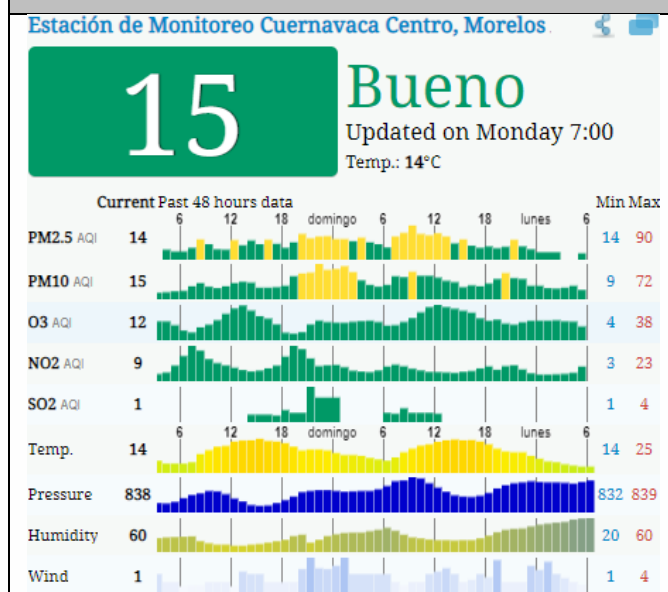 Estación de Monitoreo Cuernavaca Centro, Morelos.
15
Bueno
Updated on Monday 7:00
Temp.: 14°C
Current Past 48 hours data Min Max
6 12 18 domingo 6 12 18 lunes 6
PM2.5 AQI 14 14 90
PM10 AQI 15 9 72
O3 AQI 12 4 38
NO2 AQI 9 3 23
SO2 AQI 1 1 4
6 12 18 domingo 6 12 18 lunes 6
Temp. 14 14 25
Pressure 838 832 839
Humidity 60 20 60
Wind 1 1 4